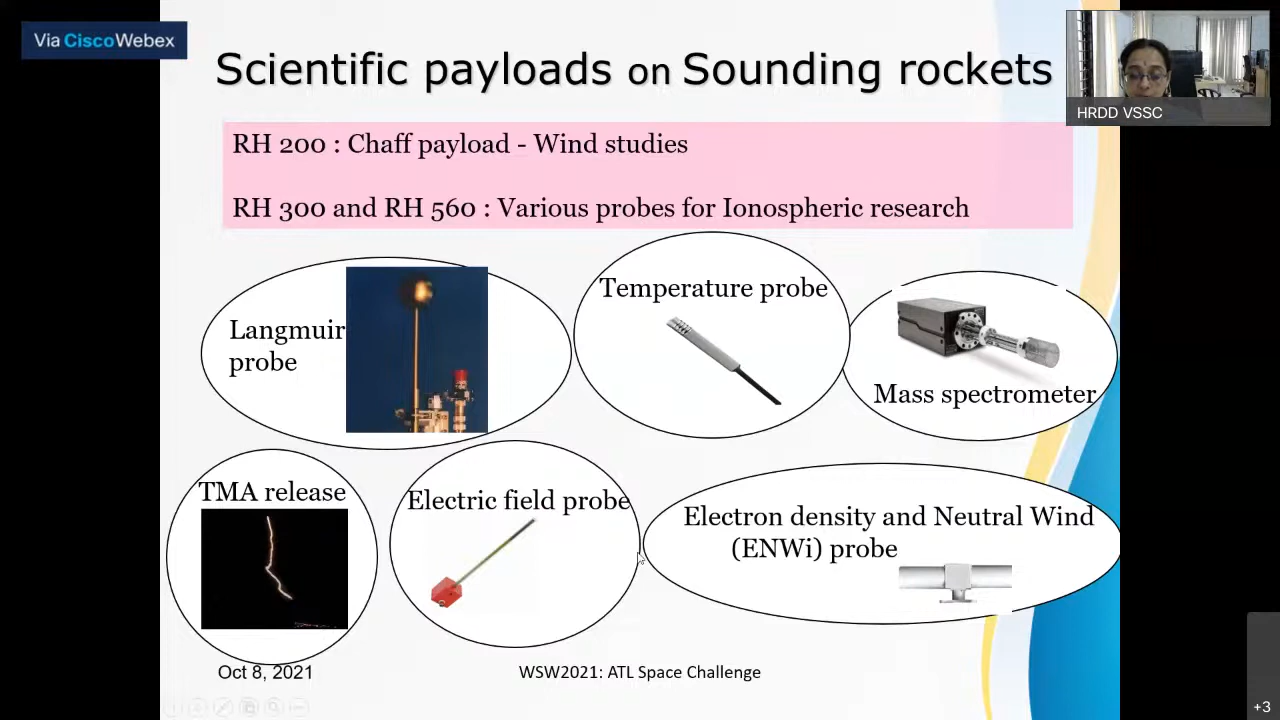 Via CiscoWebex
Scientific payloads on Sounding rockets
HRDD VSSC
RH 200 : Chaff payload - Wind studies
RH 300 and RH 560 : Various probes for Ionospheric research
Langmuir
probe
Temperature probe
Mass spectrometer
TMA release
Electric field probe
Electron density and Neutral Wind
(ENWi) probe
Oct 8, 2021
WSW2021: ATL Space Challenge
+3